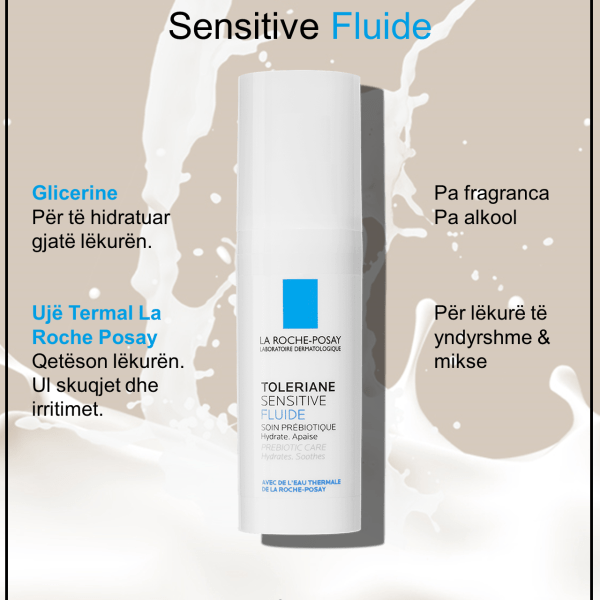 Sensitive Fluide
Glicerine
Për të hidratuar
gjatë lëkurën.
Ujë Termal La
Roche Posay
Qetëson lëkurën.
Ul skuqjet dhe
irritimet.
Pa fragranca
Pa alkool
Për lëkurë të
yndyrshme &
mikse
LA ROCHE-POSAY
LABORATOIRE DERMATOLOGIQUE
TOLERIANE
SENSITIVE
FLUIDE
SOIN PRÉBIOTIQUE
Hydrate. Apaise
PREBIOTIC CARE
Hydrates. Soothes
AVEC DE L'EAU THERMALE
DE LA ROCHE-POSAY